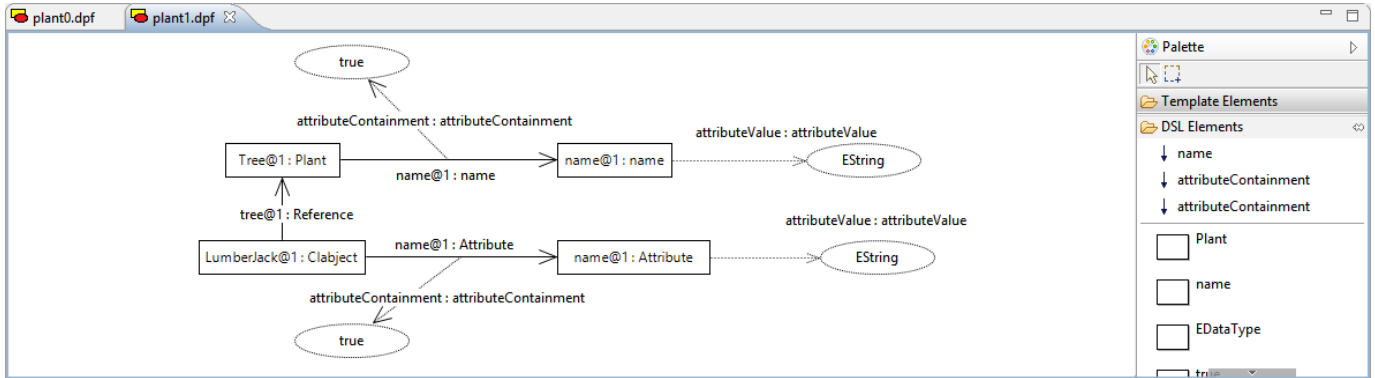 plant0.dpf
plant1.dpf
true
attributeContainment : attributeContainment
attributeValue : attributeValue
Tree@1 : Plant
name@1 : name
EString
name@1 : name
tree@1 : Reference
attributeValue : attributeValue
LumberJack@1 : Clabject
name@1 : Attribute
name@1 : Attribute
EString
attributeContainment : attributeContainment
true
Palette
Template Elements
DSL Elements
name
attributeContainment
attributeContainment
Plant
name
EDataType